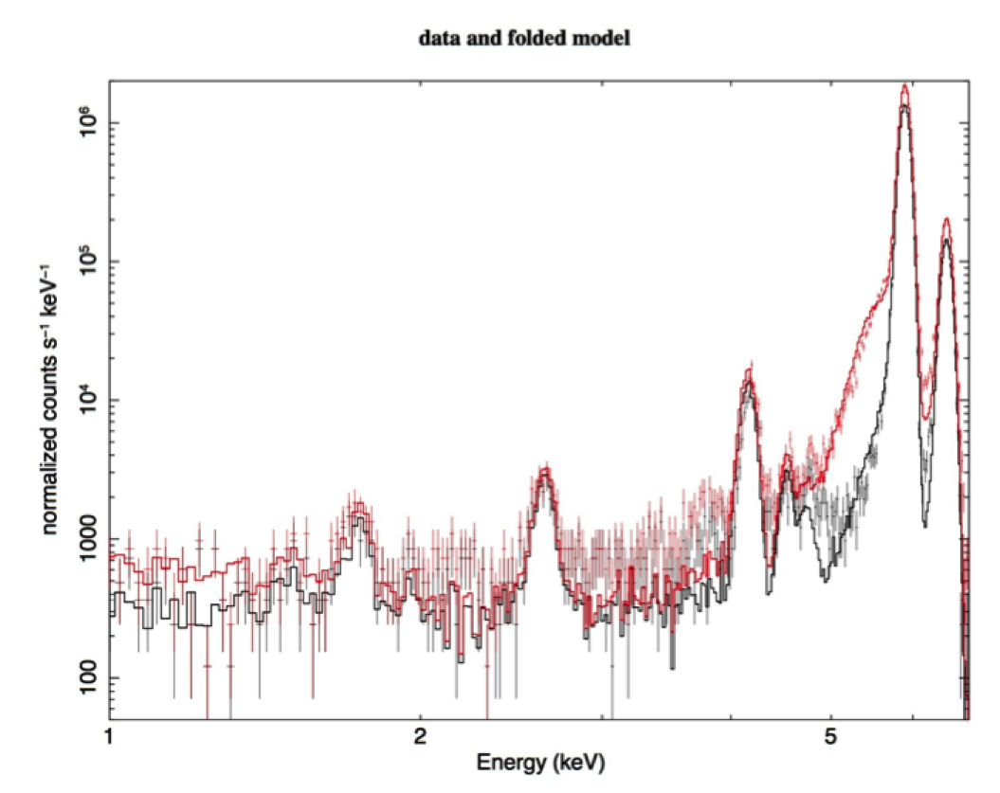 data and folded model
normalized counts s⁻¹ keV⁻¹
10⁶
10⁵
10⁴
1000
100
1 2 5
Energy (keV)